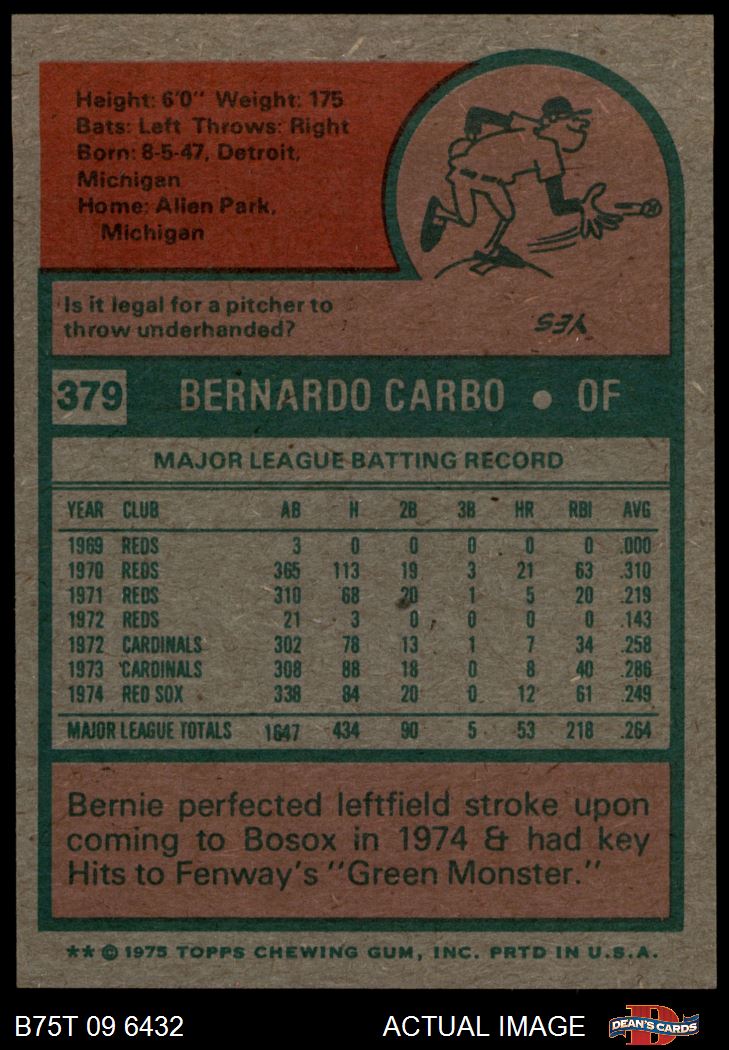 Height: 6'0" Weight: 175
Bats: Left Throws: Right
Born: 8-5-47, Detroit,
Michigan
Home: Allen Park,
Michigan
Is it legal for a pitcher to
throw underhanded?
YES
379 BERNARDO CARBO • OF
MAJOR LEAGUE BATTING RECORD
YEAR CLUB AB H 2B 3B HR RBI AVG
1969 REDS 3 0 0 0 0 0 .000
1970 REDS 365 113 19 3 21 63 .310
1971 REDS 310 68 20 1 5 20 .219
1972 REDS 21 3 0 0 0 0 .143
1972 CARDINALS 302 78 13 1 7 34 .258
1973 CARDINALS 308 88 18 0 8 40 .286
1974 RED SOX 338 84 20 0 12 61 .249
MAJOR LEAGUE TOTALS 1647 434 90 5 53 218 .264
Bernie perfected leftfield stroke upon
coming to Bosox in 1974 & had key
Hits to Fenway's "Green Monster."
** © 1975 TOPPS CHEWING GUM, INC. PRTD IN U.S.A.
B75T 09 6432 ACTUAL IMAGE D DEAN'S CARDS